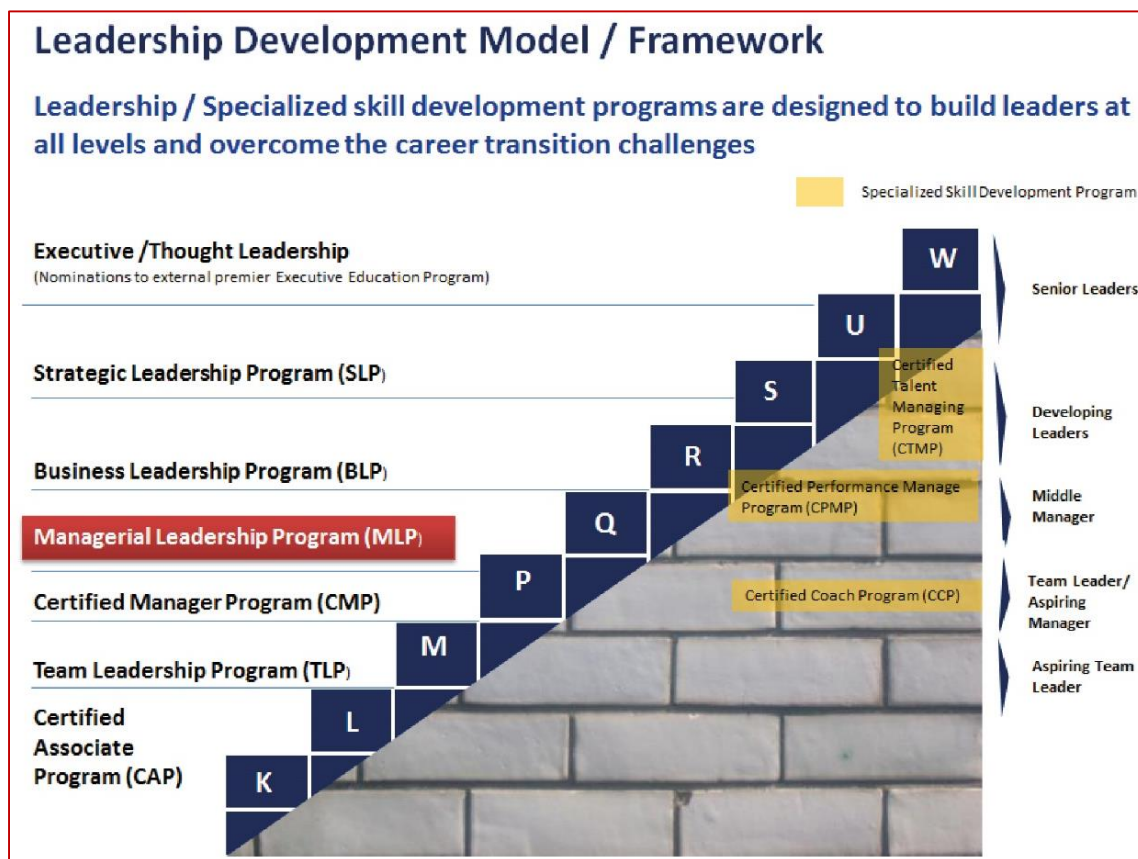 Leadership Development Model / Framework
Leadership / Specialized skill development programs are designed to build leaders at
all levels and overcome the career transition challenges
Specialized Skill Development Program
Executive /Thought Leadership
(Nominations to external premier Executive Education Program)
W
Senior Leaders
U
Strategic Leadership Program (SLP)
S
Certified
Talent
Managing
Program
(CTMP)
Developing
Leaders
Business Leadership Program (BLP)
R
Certified Performance Manage
Program (CPMP)
Middle
Manager
Managerial Leadership Program (MLP)
Q
Certified Manager Program (CMP)
P
Certified Coach Program (CCP)
Team Leader/
Aspiring
Manager
Team Leadership Program (TLP)
M
Aspiring Team
Leader
Certified
Associate
Program (CAP)
L
K